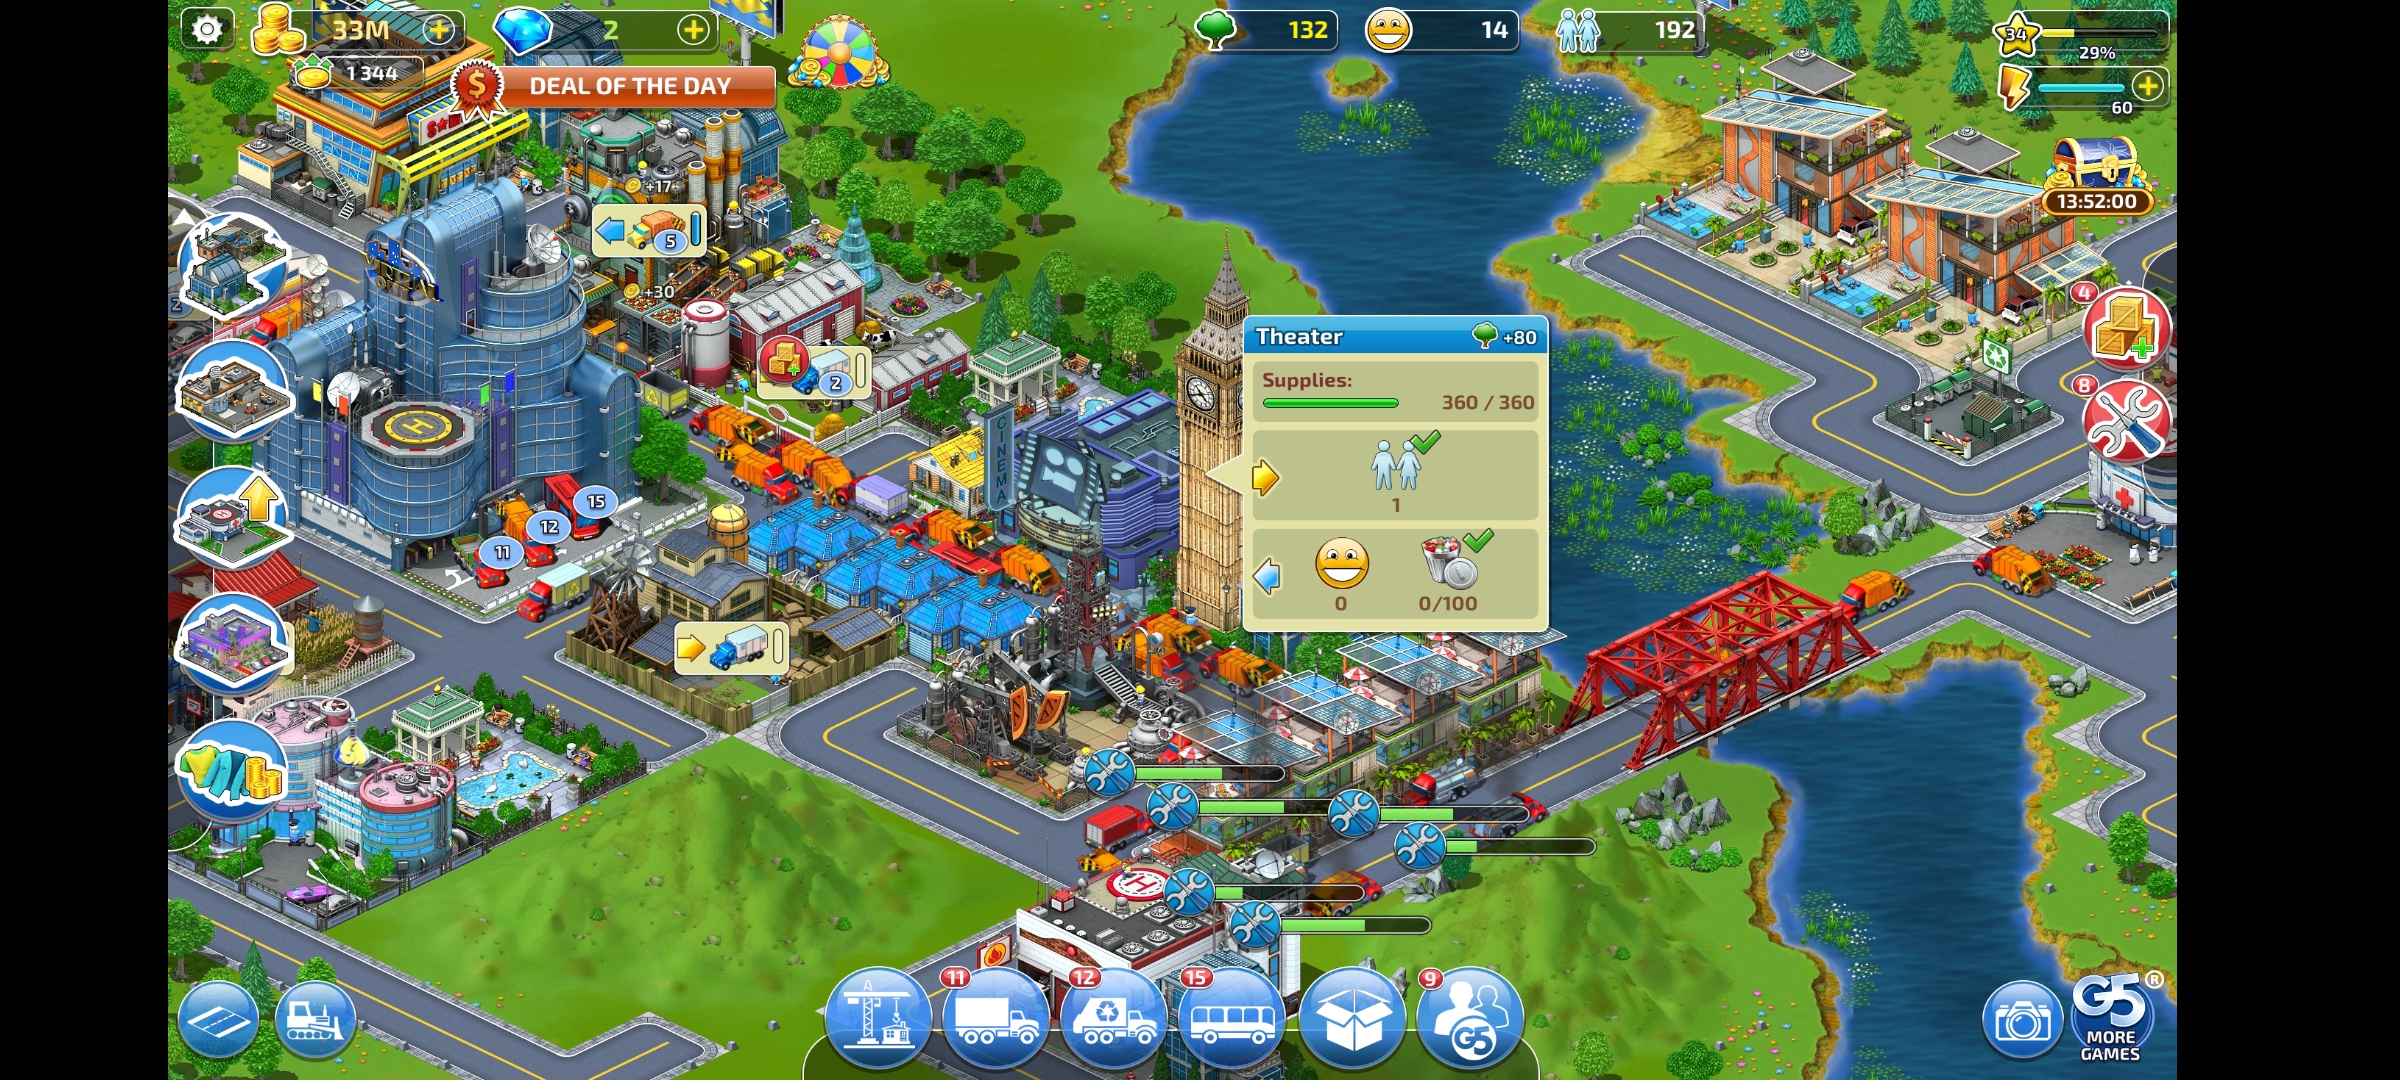 33M
2
132
14
192
34
29%
1 344
DEAL OF THE DAY
60
13:52:00
+17
5
+30
2
2
CINEMA
Theater
+80
Supplies:
360 / 360
1
0
0/100
4
8
H
15
12
11
H
A
11
12
15
9
G5
G5®
MORE
GAMES